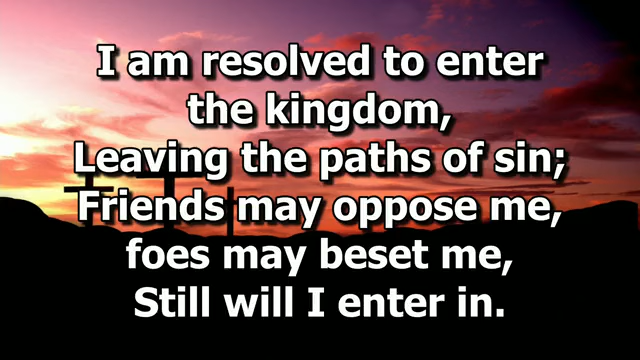 I am resolved to enter
the kingdom,
Leaving the paths of sin;
Friends may oppose me,
foes may beset me,
Still will I enter in.